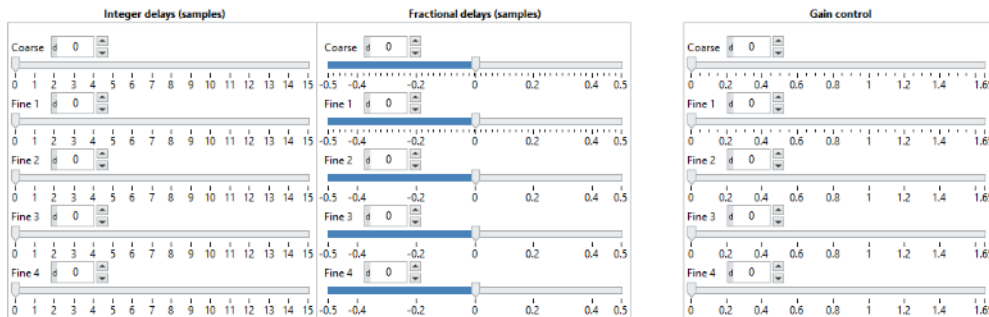 Integer delays (samples) Fractional delays (samples) Gain control
Coarse d 0 Coarse d 0 Coarse d 0
0 1 2 3 4 5 6 7 8 9 10 11 12 13 14 15 -0.5 -0.4 -0.2 0 0.2 0.4 0.5 0 0.2 0.4 0.6 0.8 1 1.2 1.4 1.65
Fine 1 d 0 Fine 1 d 0 Fine 1 d 0
0 1 2 3 4 5 6 7 8 9 10 11 12 13 14 15 -0.5 -0.4 -0.2 0 0.2 0.4 0.5 0 0.2 0.4 0.6 0.8 1 1.2 1.4 1.65
Fine 2 d 0 Fine 2 d 0 Fine 2 d 0
0 1 2 3 4 5 6 7 8 9 10 11 12 13 14 15 -0.5 -0.4 -0.2 0 0.2 0.4 0.5 0 0.2 0.4 0.6 0.8 1 1.2 1.4 1.65
Fine 3 d 0 Fine 3 d 0 Fine 3 d 0
0 1 2 3 4 5 6 7 8 9 10 11 12 13 14 15 -0.5 -0.4 -0.2 0 0.2 0.4 0.5 0 0.2 0.4 0.6 0.8 1 1.2 1.4 1.65
Fine 4 d 0 Fine 4 d 0 Fine 4 d 0
0 1 2 3 4 5 6 7 8 9 10 11 12 13 14 15 -0.5 -0.4 -0.2 0 0.2 0.4 0.5 0 0.2 0.4 0.6 0.8 1 1.2 1.4 1.65